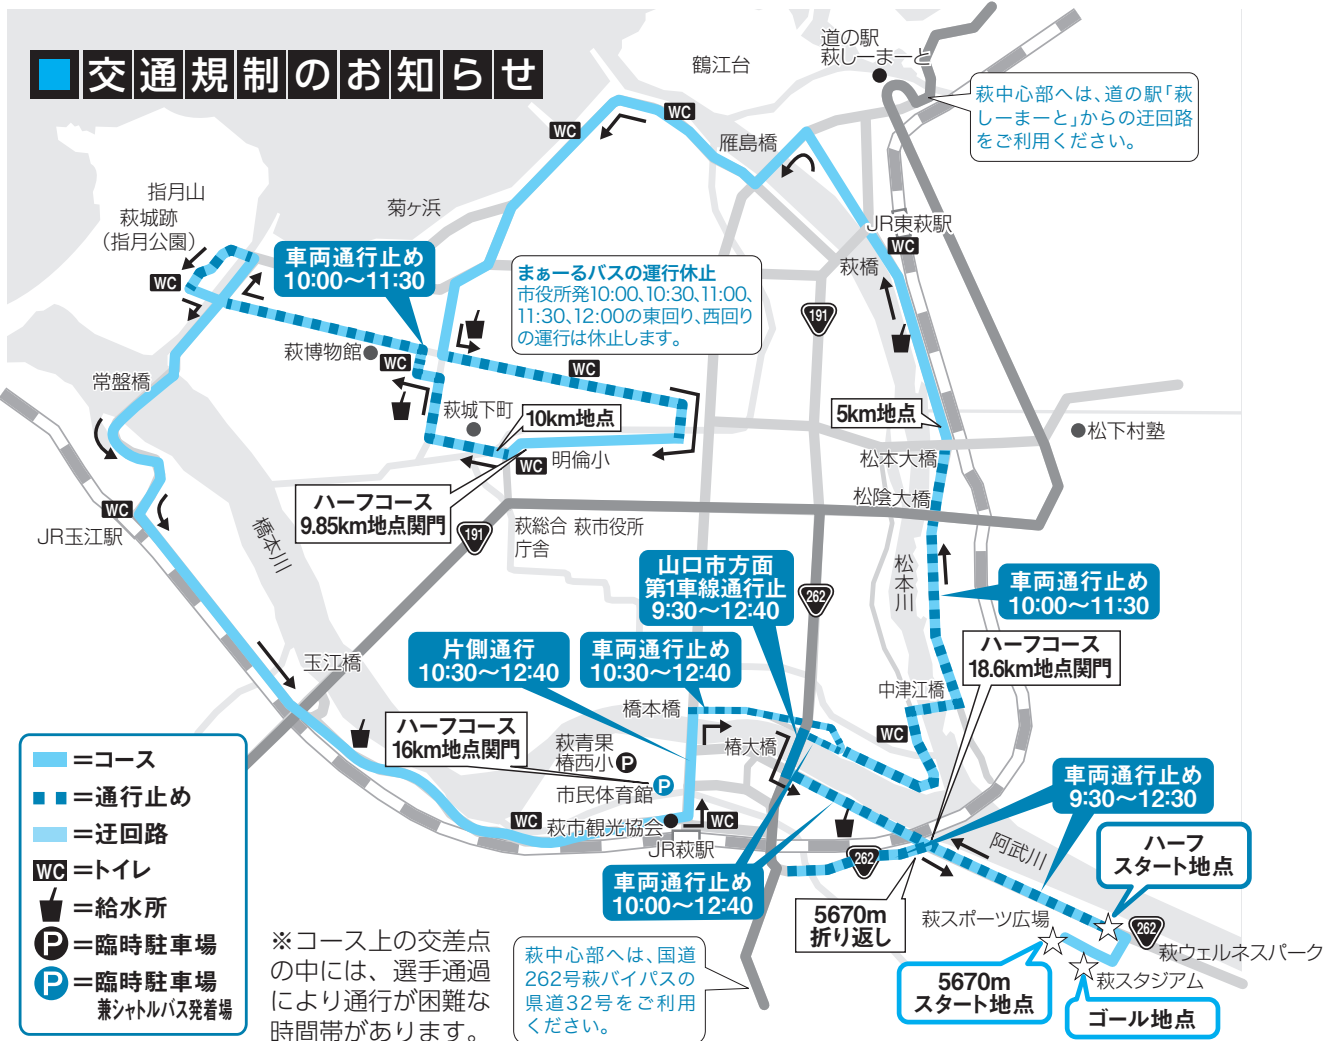 交通規制のお知らせ
道の駅
萩しーまーと
鶴江台
萩中心部へは、道の駅「萩
しーまーと」からの迂回路
をご利用ください。
WC
WC
雁島橋
指月山
萩城跡
（指月公園）
菊ヶ浜
JR東萩駅
WC
萩橋
車両通行止め
10:00～11:30
WC
まぁーるバスの運行休止
市役所発10:00、10:30、11:00、
11:30、12:00の東回り、西回り
の運行は休止します。
191
萩博物館
WC
WC
常盤橋
萩城下町
10km地点
5km地点
松下村塾
明倫小
WC
松本大橋
ハーフコース
9.85km地点関門
松陰大橋
WC
JR玉江駅
橋本川
191
萩総合
庁舎
萩市役所
山口市方面
第1車線通行止
9:30～12:40
262
松本川
車両通行止め
10:00～11:30
片側通行
10:30～12:40
車両通行止め
10:30～12:40
ハーフコース
18.6km地点関門
玉江橋
中津江橋
橋本橋
ハーフコース
16km地点関門
萩青果
椿西小
P
椿大橋
WC
市民体育館
P
車両通行止め
9:30～12:30
WC
萩市観光協会
WC
JR萩駅
阿武川
ハーフ
スタート地点
262
車両通行止め
10:00～12:40
5670m
折り返し
萩スポーツ広場
262
萩ウェルネスパーク
萩スタジアム
5670m
スタート地点
ゴール地点
萩中心部へは、国道
262号萩バイパスの
県道32号をご利用
ください。
＝コース
＝通行止め
＝迂回路
WC＝トイレ
＝給水所
P＝臨時駐車場
P＝臨時駐車場
兼シャトルバス発着場
※コース上の交差点
の中には、選手通過
により通行が困難な
時間帯があります。